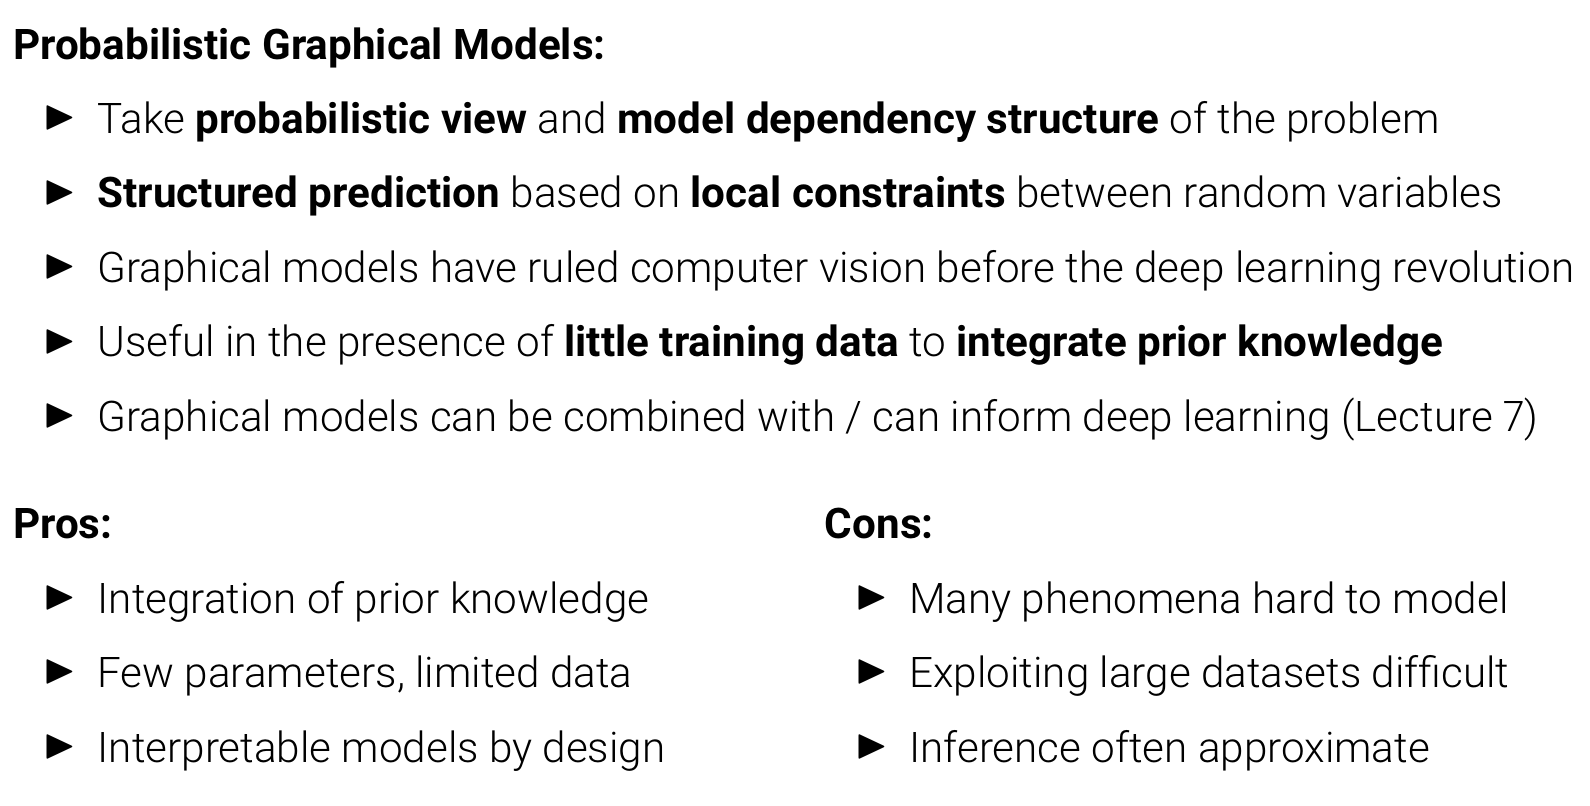 Probabilistic Graphical Models:
► Take probabilistic view and model dependency structure of the problem
► Structured prediction based on local constraints between random variables
► Graphical models have ruled computer vision before the deep learning revolution
► Useful in the presence of little training data to integrate prior knowledge
► Graphical models can be combined with / can inform deep learning (Lecture 7)
Pros:
► Integration of prior knowledge
► Few parameters, limited data
► Interpretable models by design
Cons:
► Many phenomena hard to model
► Exploiting large datasets difficult
► Inference often approximate